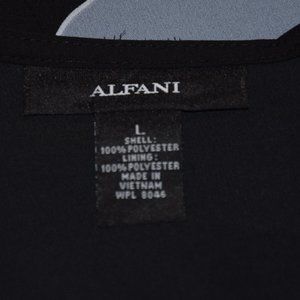 ALFANI
L
SHELL:
100% POLYESTER
LINING:
100% POLYESTER
MADE IN
VIETNAM
WPL 8046